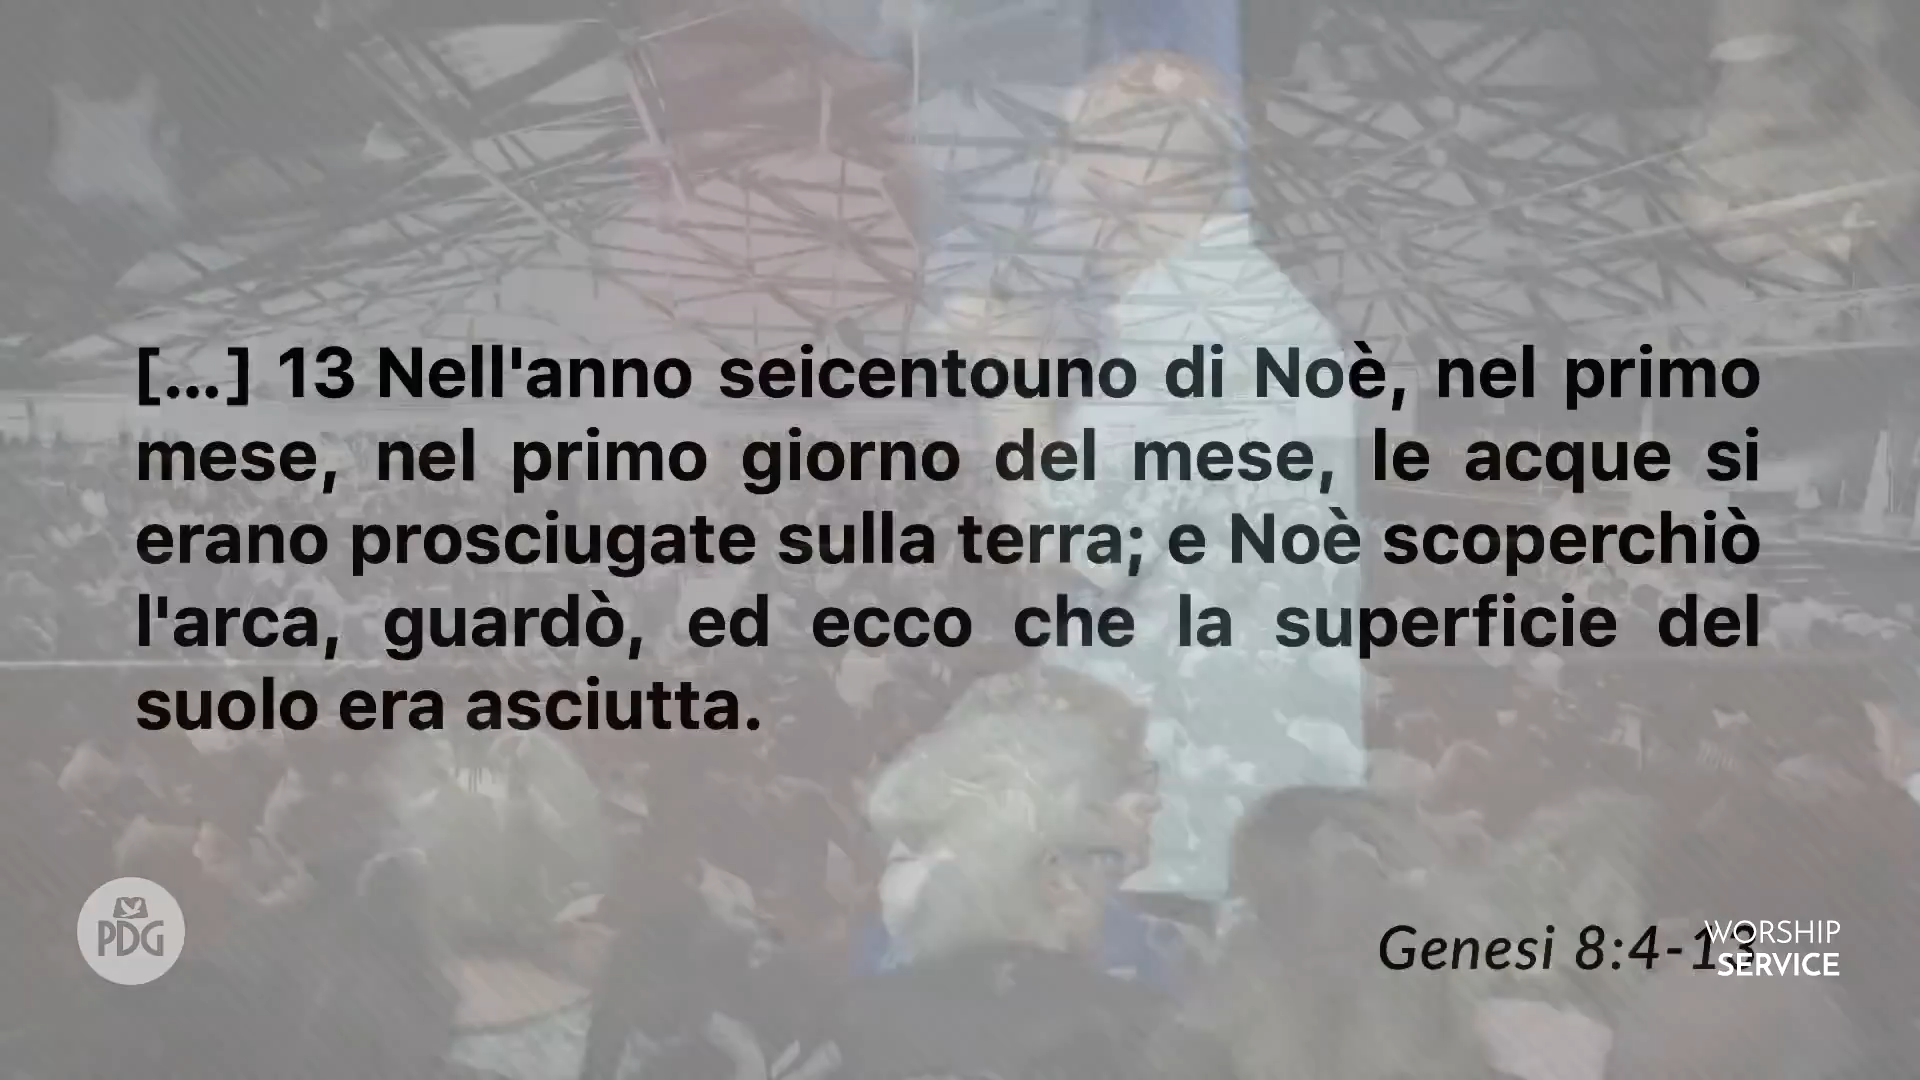 [...] 13 Nell'anno seicentouno di Noè, nel primo
mese, nel primo giorno del mese, le acque si
erano prosciugate sulla terra; e Noè scoperchiò
l'arca, guardò, ed ecco che la superficie del
suolo era asciutta.
PDG
Genesi 8:4-13
WORSHIP
SERVICE